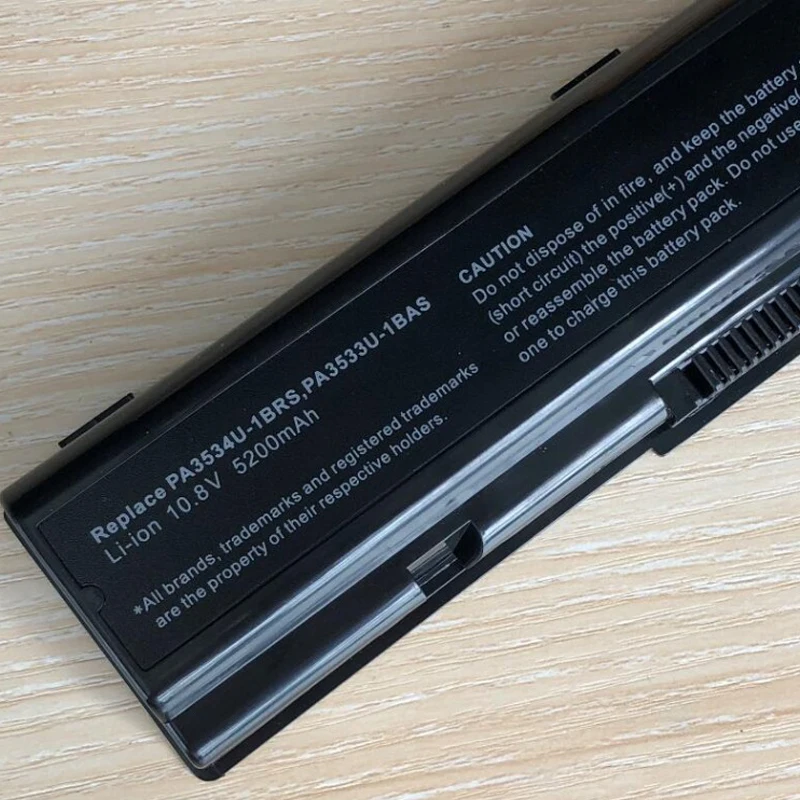 Replace PA3534U-1BRS,PA3533U-1BAS
Li-ion 10.8V 5200mAh
*All brands, trademarks and registered trademarks
are the property of their respective holders.
CAUTION
Do not dispose of in fire, and keep the battery
(short circuit) the positive(+) and the negative(
or reassemble the battery pack. Do not use
one to charge this battery pack.